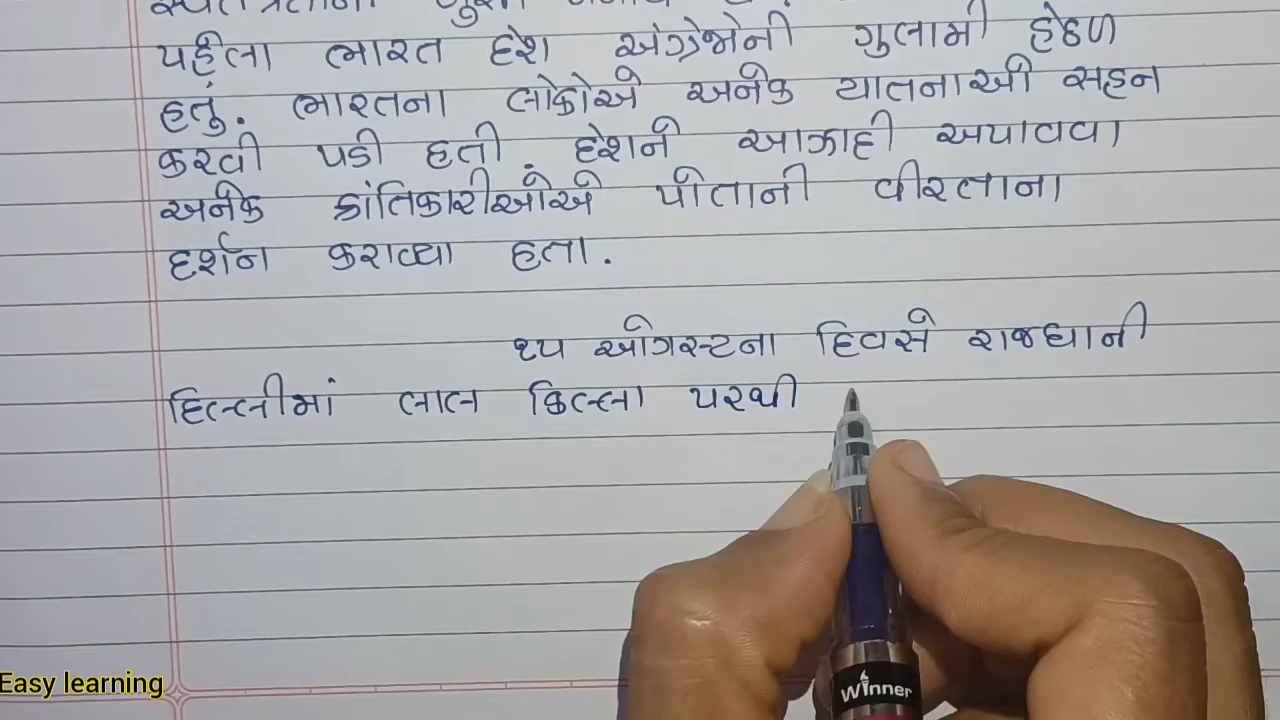 પહેલા ભારત દેશ અંગ્રેજોની ગુલામી હેઠળ
હતું. ભારતના લોકોએ અનેક યાતનાઓ સહન
કરવી પડી હતી. દેશને આઝાદી અપાવવા
અનેક ક્રાંતિકારીઓએ પોતાની વીરતાના
દર્શન કરાવ્યા હતા.
૧૫ ઓગસ્ટના દિવસે રાજધાની
દિલ્લીમાં લાલ કિલ્લા પરથી
Easy learning
Winner